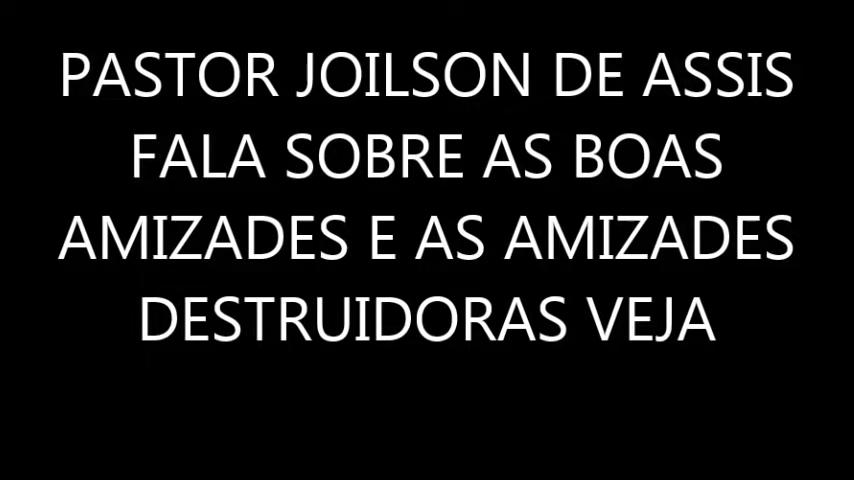 PASTOR JOILSON DE ASSIS
FALA SOBRE AS BOAS
AMIZADES E AS AMIZADES
DESTRUIDORAS VEJA